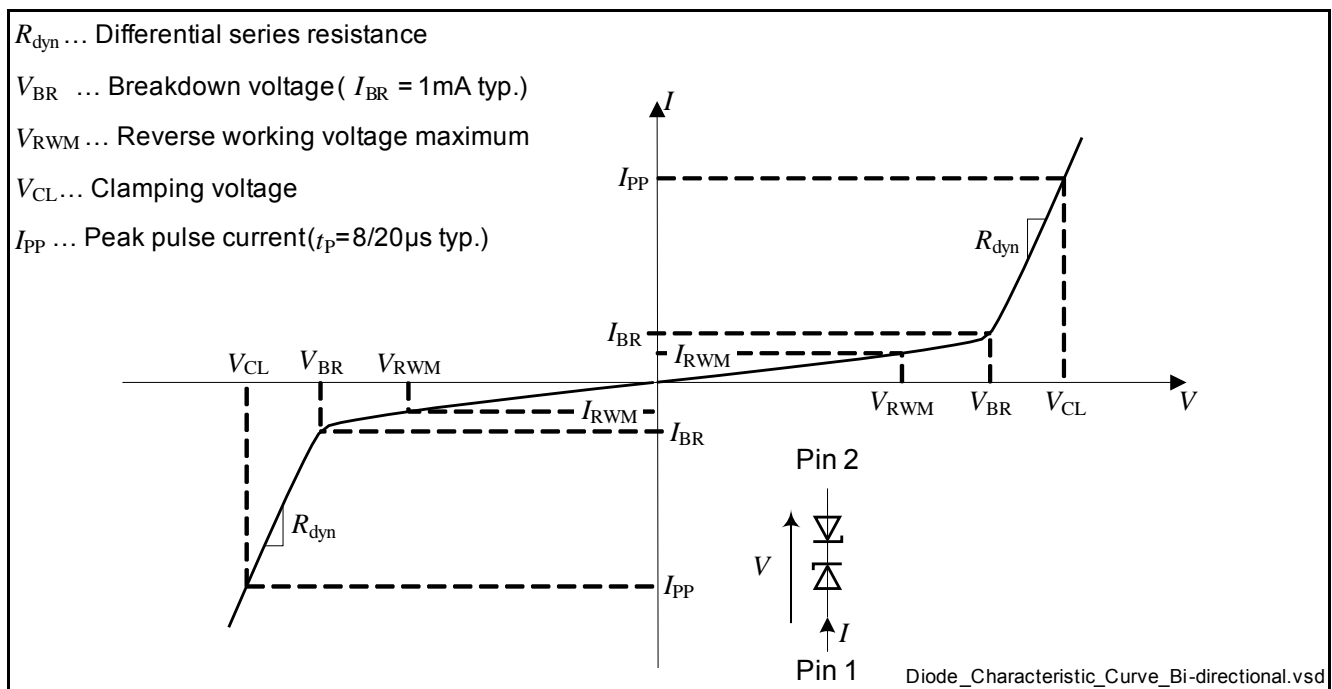 Rdyn … Differential series resistance
VBR … Breakdown voltage ( IBR = 1mA typ.)
VRWM … Reverse working voltage maximum
VCL … Clamping voltage
IPP … Peak pulse current (tP=8/20µs typ.)
I
IPP
Rdyn
IBR
IRWM
VCL VBR VRWM
VRWM VBR VCL V
IRWM
IBR
Pin 2
Rdyn
V
IPP
I
Pin 1
Diode_Characteristic_Curve_Bi-directional.vsd